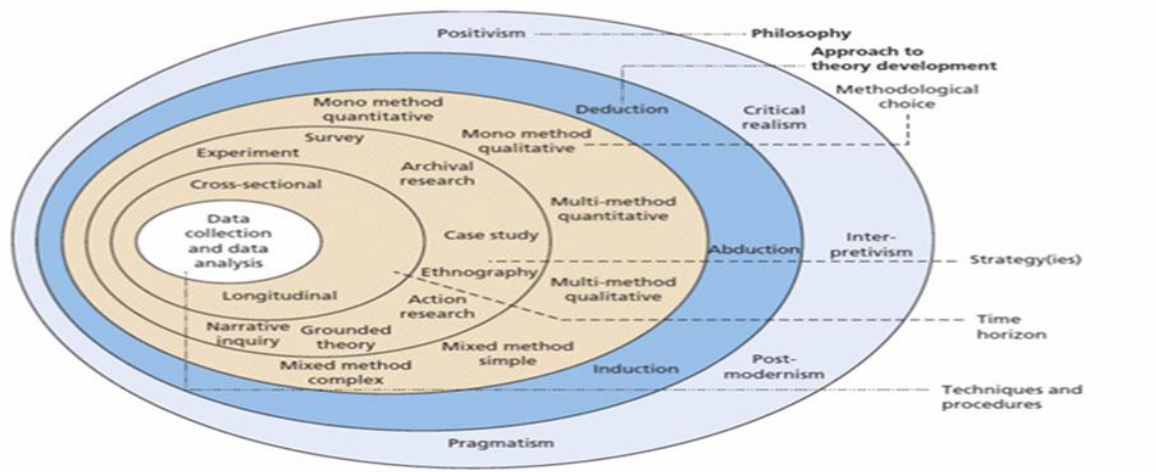 Positivism
Philosophy
Approach to
theory development
Methodological
choice
Deduction
Critical
realism
Mono method
quantitative
Mono method
qualitative
Survey
Experiment
Archival
research
Cross-sectional
Multi-method
quantitative
Data
collection
and data
analysis
Case study
Abduction
Inter-
pretivism
Strategy(ies)
Ethnography
Multi-method
qualitative
Longitudinal
Action
research
Time
horizon
Narrative
inquiry
Grounded
theory
Mixed method
simple
Mixed method
complex
Induction
Post-
modernism
Techniques and
procedures
Pragmatism